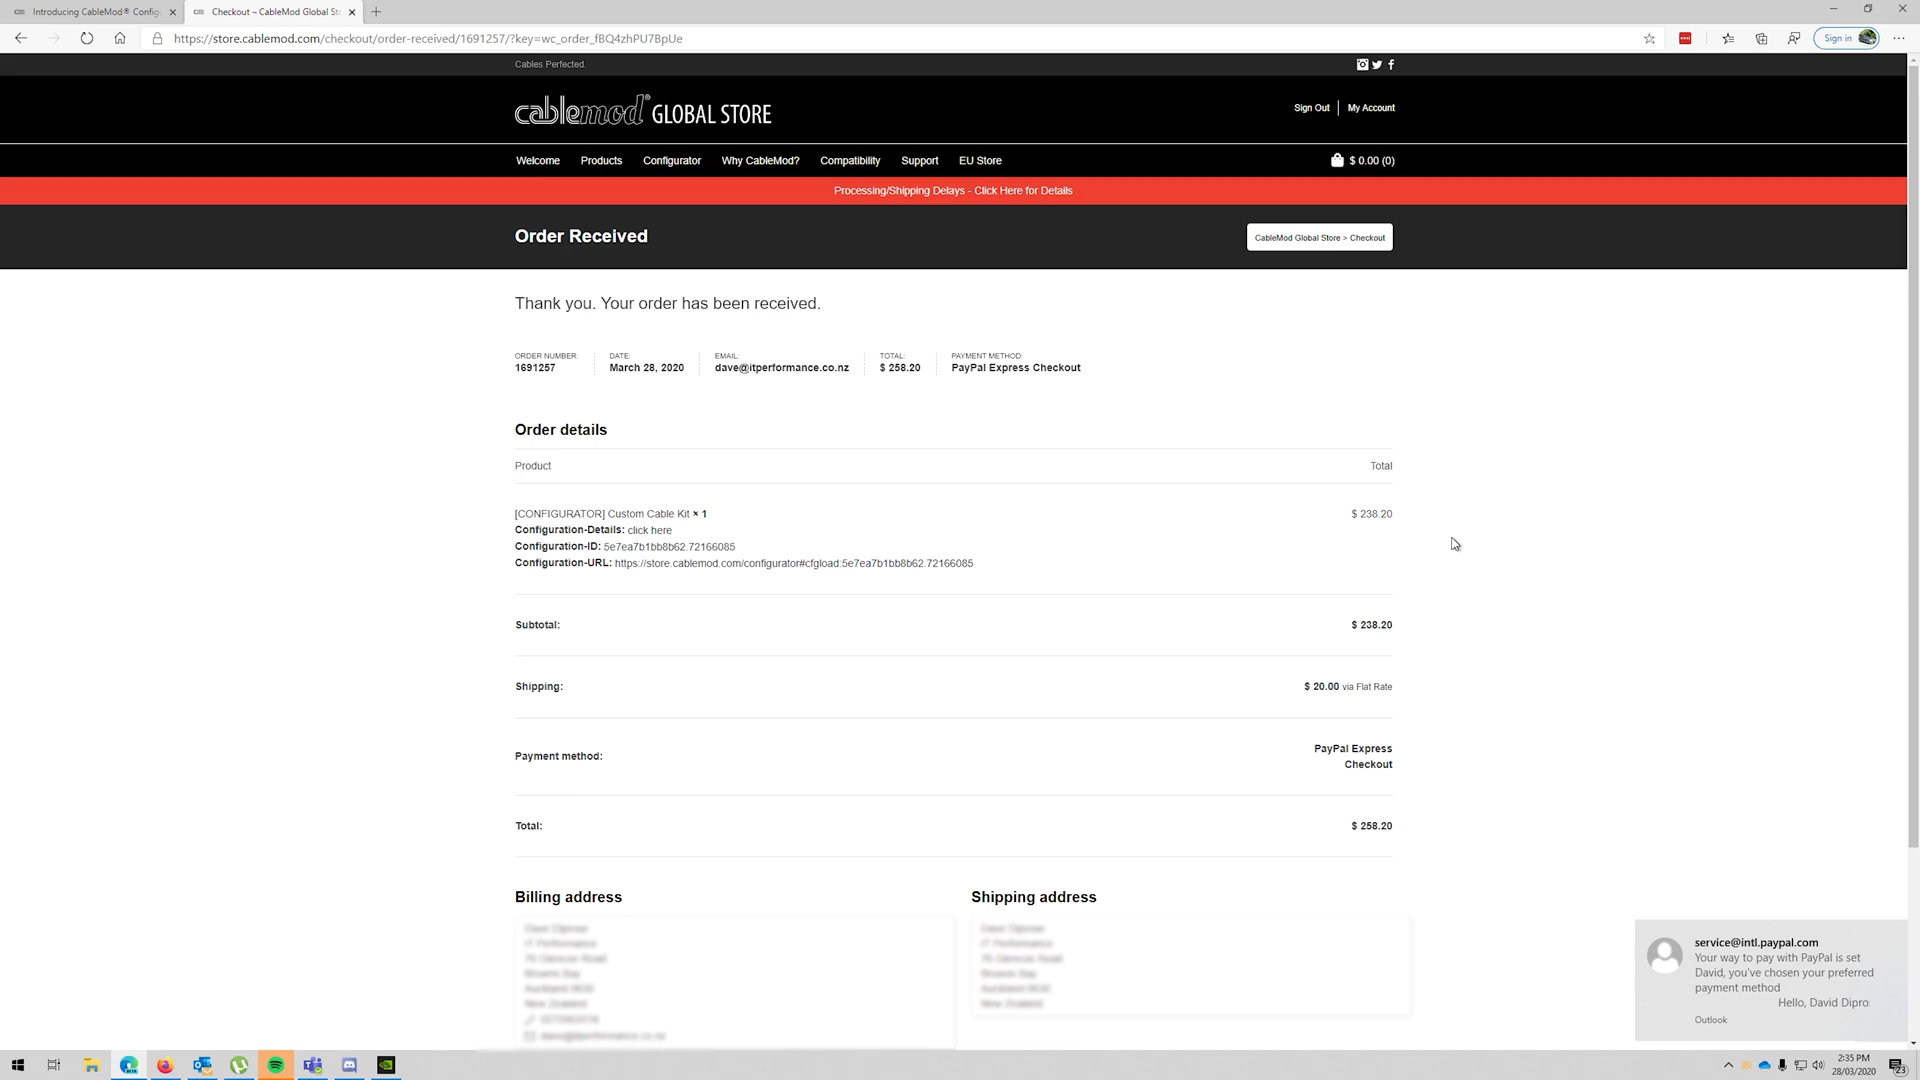 Introducing CableMod® Config
Checkout – CableMod Global Sto
https://store.cablemod.com/checkout/order-received/1691257/?key=wc_order_fBQ4zhPU7BpUe
Sign in
Cables Perfected.
cablemod® GLOBAL STORE
Sign Out
My Account
Welcome
Products
Configurator
Why CableMod?
Compatibility
Support
EU Store
$ 0.00 (0)
Processing/Shipping Delays - Click Here for Details
Order Received
CableMod Global Store > Checkout
Thank you. Your order has been received.
ORDER NUMBER:
1691257
DATE:
March 28, 2020
EMAIL:
dave@itperformance.co.nz
TOTAL:
$ 258.20
PAYMENT METHOD:
PayPal Express Checkout
Order details
Product
Total
[CONFIGURATOR] Custom Cable Kit × 1
$ 238.20
Configuration-Details: click here
Configuration-ID: 5e7ea7b1bb8b62.72166085
Configuration-URL: https://store.cablemod.com/configurator#cfgload:5e7ea7b1bb8b62.72166085
Subtotal:
$ 238.20
Shipping:
$ 20.00 via Flat Rate
Payment method:
PayPal Express
Checkout
Total:
$ 258.20
Billing address
Shipping address
service@intl.paypal.com
Your way to pay with PayPal is set
David, you've chosen your preferred
payment method
Hello, David Dipro
Outlook
2:35 PM
28/03/2020
23